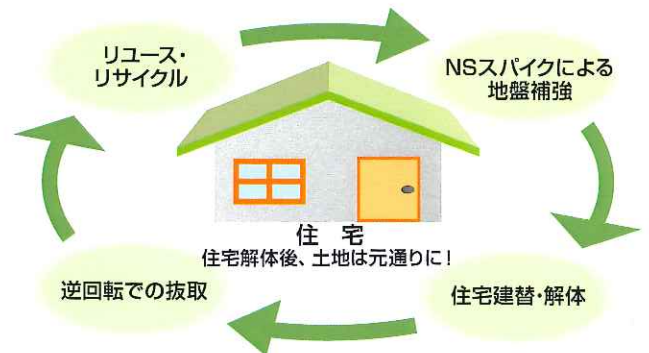 リユース・
リサイクル
NSスパイクによる
地盤補強
住　宅
住宅解体後、土地は元通りに!
逆回転での抜取
住宅建替・解体